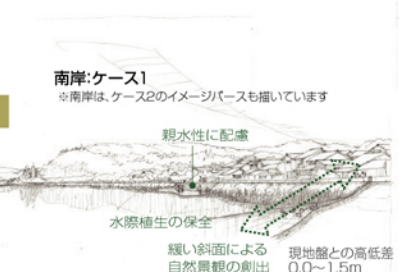 南岸:ケース1
※南岸は、ケース2のイメージパースも描いています
親水性に配慮
水際植生の保全
緩い斜面による
自然景観の創出
現地盤との高低差
0.0〜1.5m